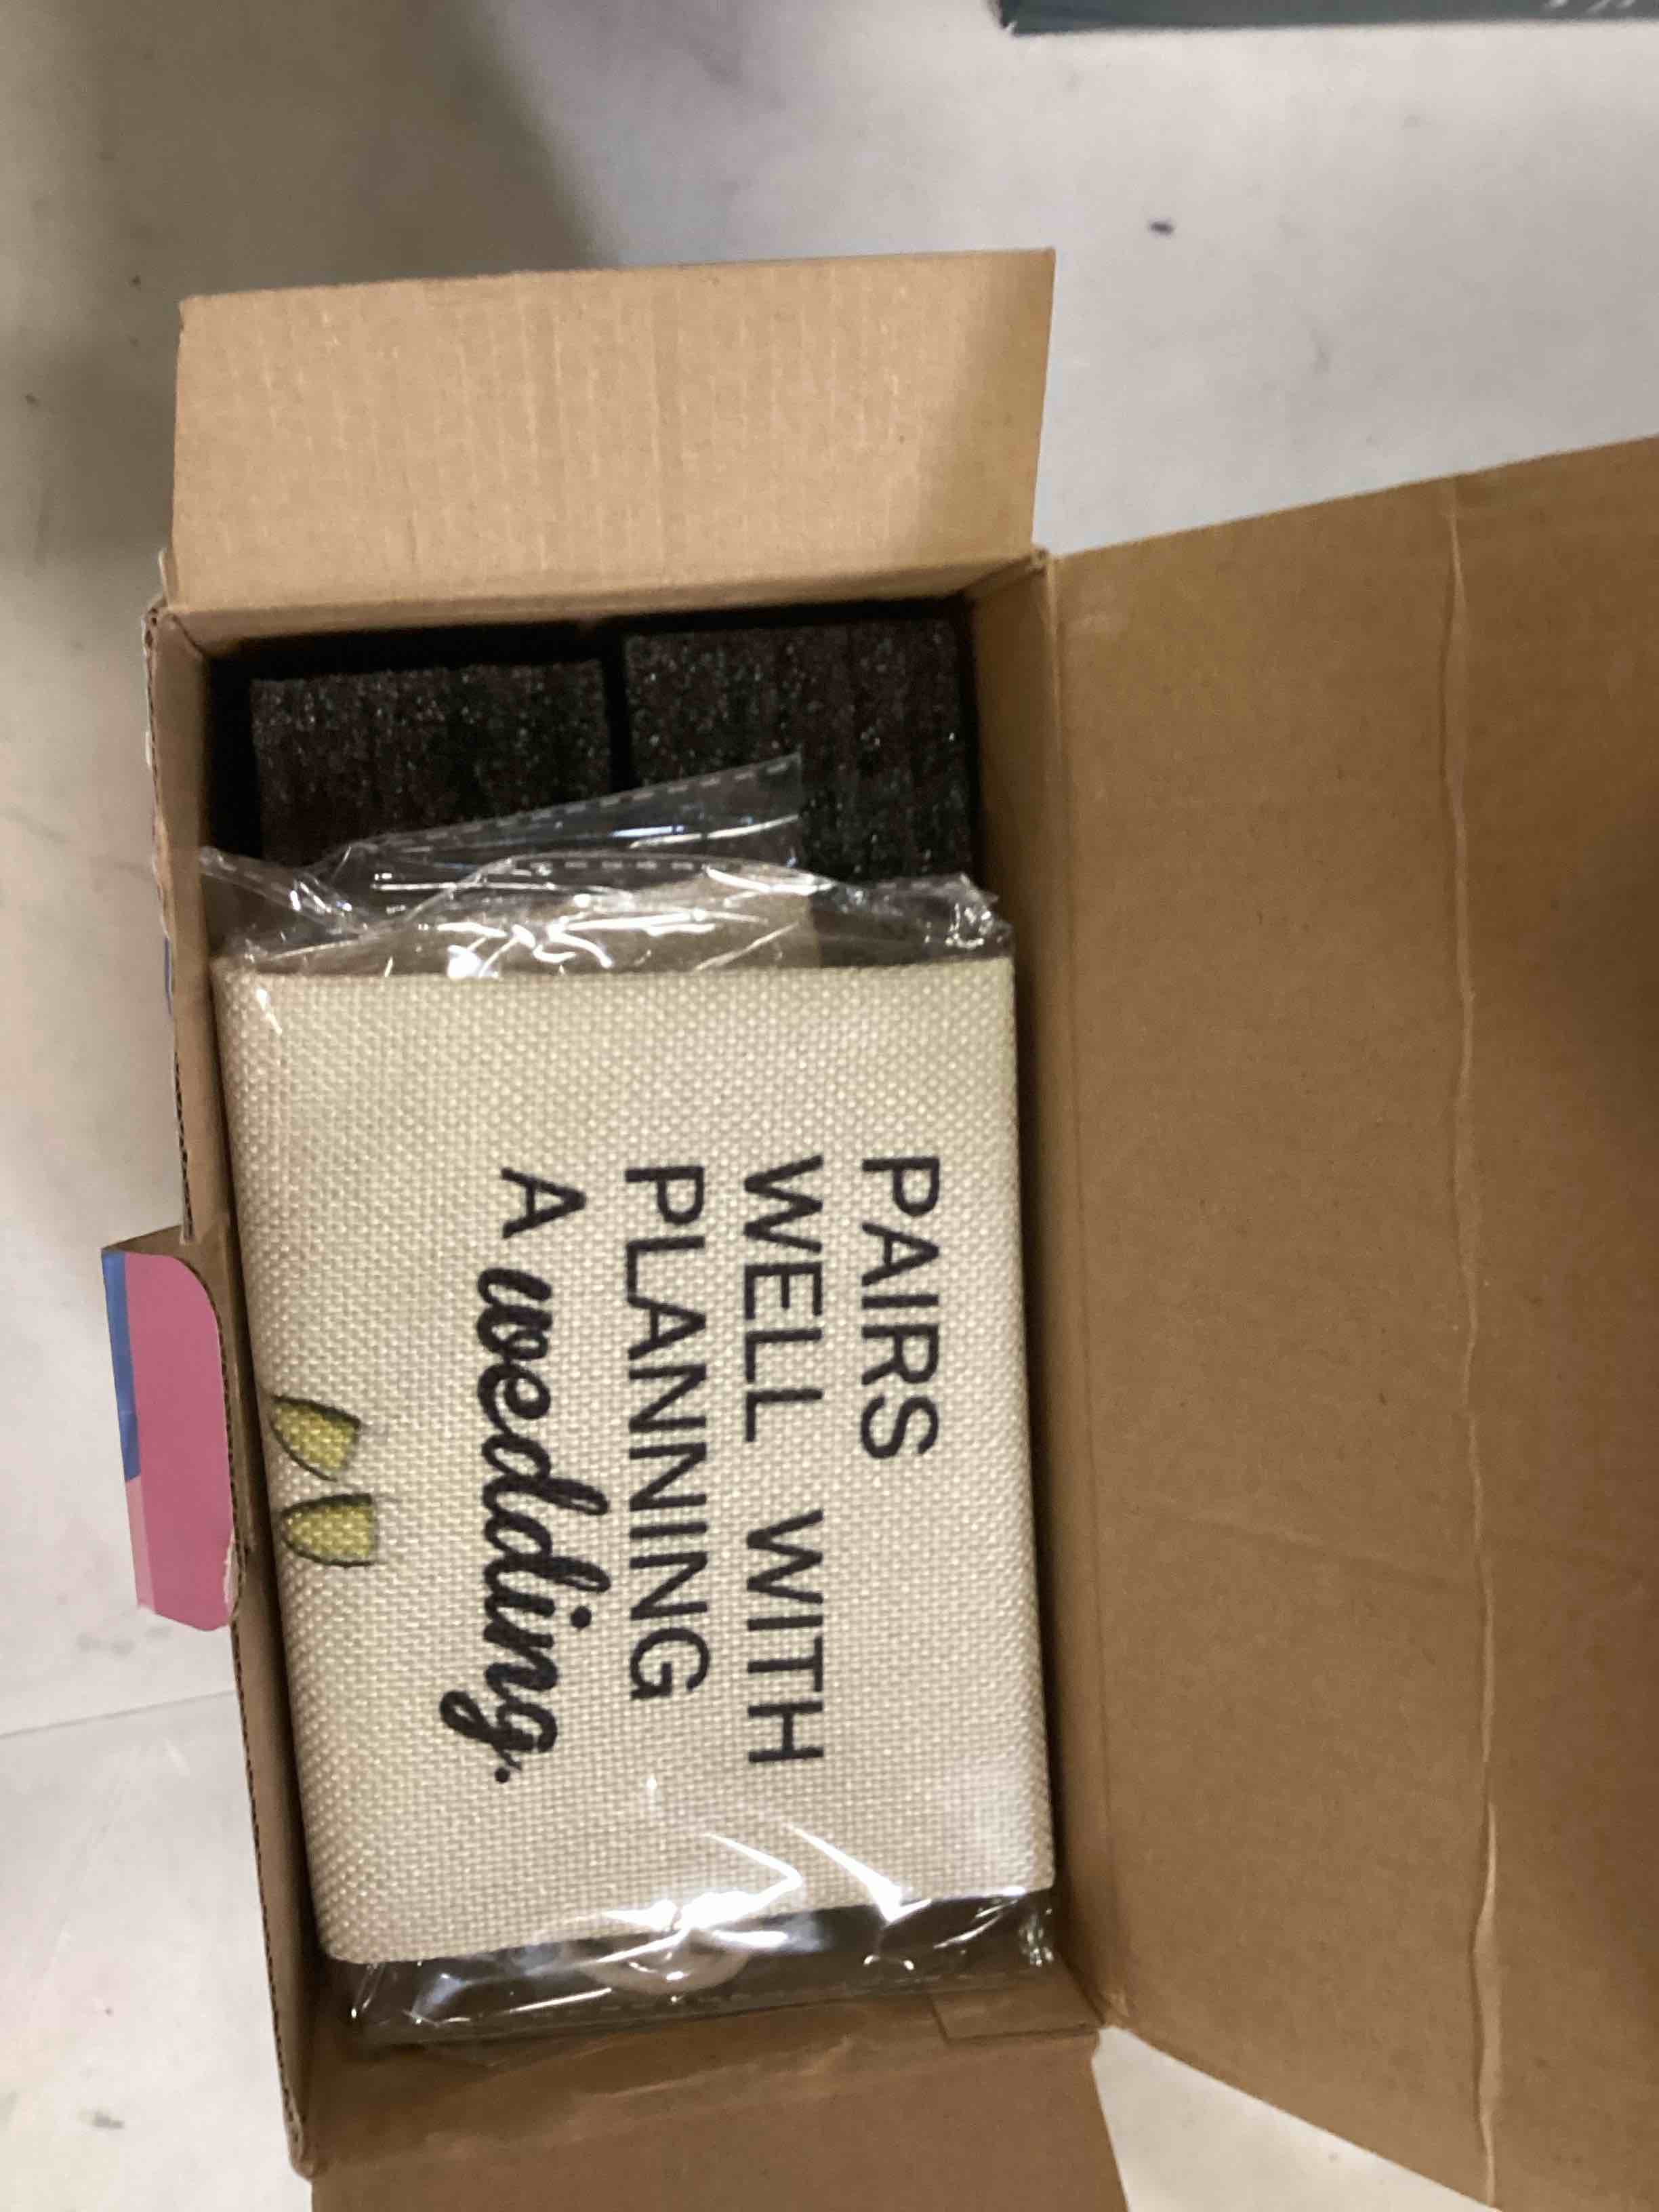 PAIRS
WELL WITH
PLANNING
A wedding.